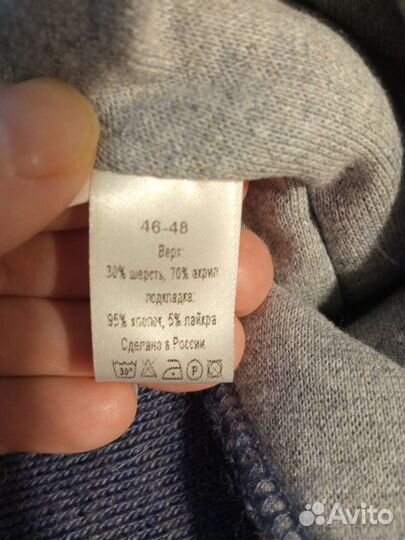 46-48
Верх:
30% шерсть, 70% акрил
подкладка:
95% хлопок, 5% лайкра
Сделано в России
30° P
Avito